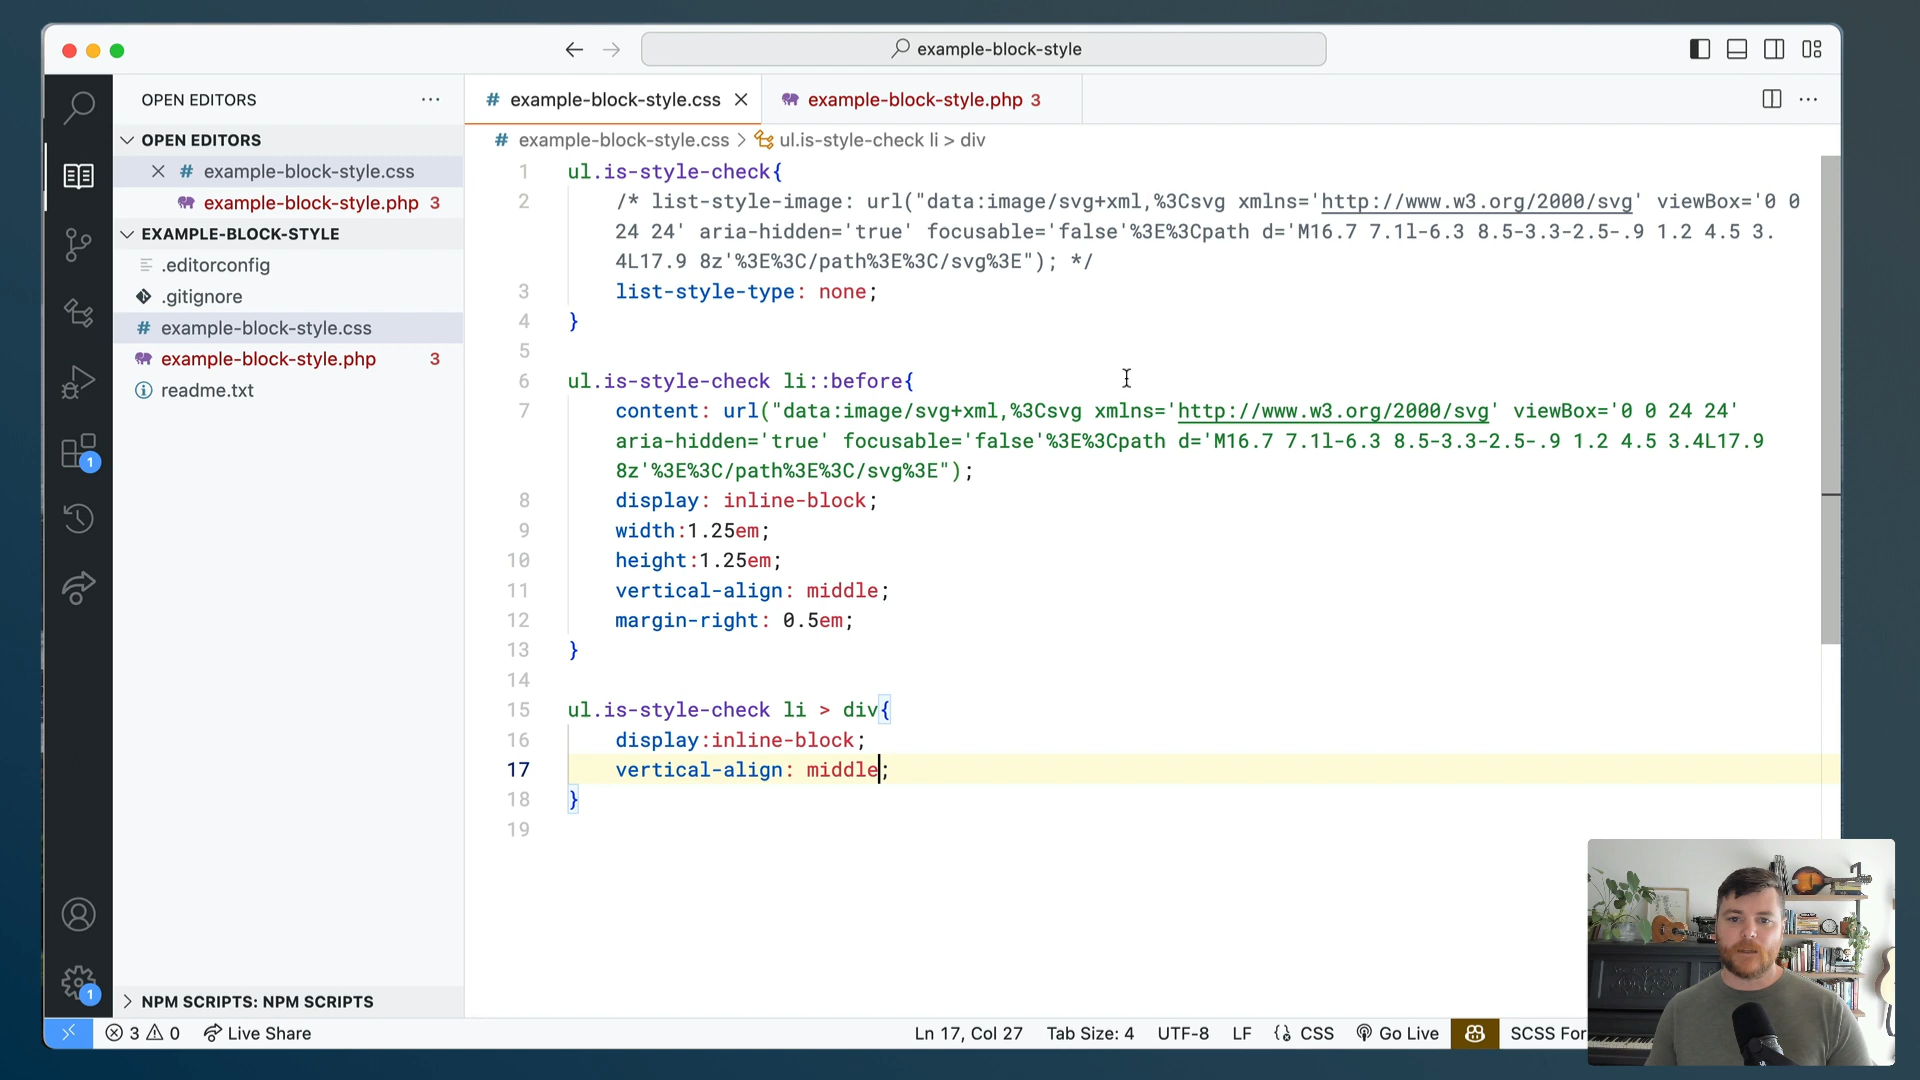 example-block-style
OPEN EDITORS
example-block-style.css
example-block-style.php 3
example-block-style.css > ul.is-style-check li > div
OPEN EDITORS
example-block-style.css
example-block-style.php 3
EXAMPLE-BLOCK-STYLE
.editorconfig
.gitignore
example-block-style.css
example-block-style.php 3
readme.txt
1 ul.is-style-check{
2 /* list-style-image: url("data:image/svg+xml,%3Csvg xmlns='http://www.w3.org/2000/svg' viewBox='0 0
24 24' aria-hidden='true' focusable='false'%3E%3Cpath d='M16.7 7.1l-6.3 8.5-3.3-2.5-.9 1.2 4.5 3.
4L17.9 8z'%3E%3C/path%3E%3C/svg%3E"); */
3 list-style-type: none;
4 }
5
6 ul.is-style-check li::before{
7 content: url("data:image/svg+xml,%3Csvg xmlns='http://www.w3.org/2000/svg' viewBox='0 0 24 24'
aria-hidden='true' focusable='false'%3E%3Cpath d='M16.7 7.1l-6.3 8.5-3.3-2.5-.9 1.2 4.5 3.4L17.9
8z'%3E%3C/path%3E%3C/svg%3E");
8 display: inline-block;
9 width:1.25em;
10 height:1.25em;
11 vertical-align: middle;
12 margin-right: 0.5em;
13 }
14
15 ul.is-style-check li > div{
16 display:inline-block;
17 vertical-align: middle;
18 }
19
1
1
NPM SCRIPTS: NPM SCRIPTS
3 0 Live Share
Ln 17, Col 27 Tab Size: 4 UTF-8 LF CSS Go Live SCSS For